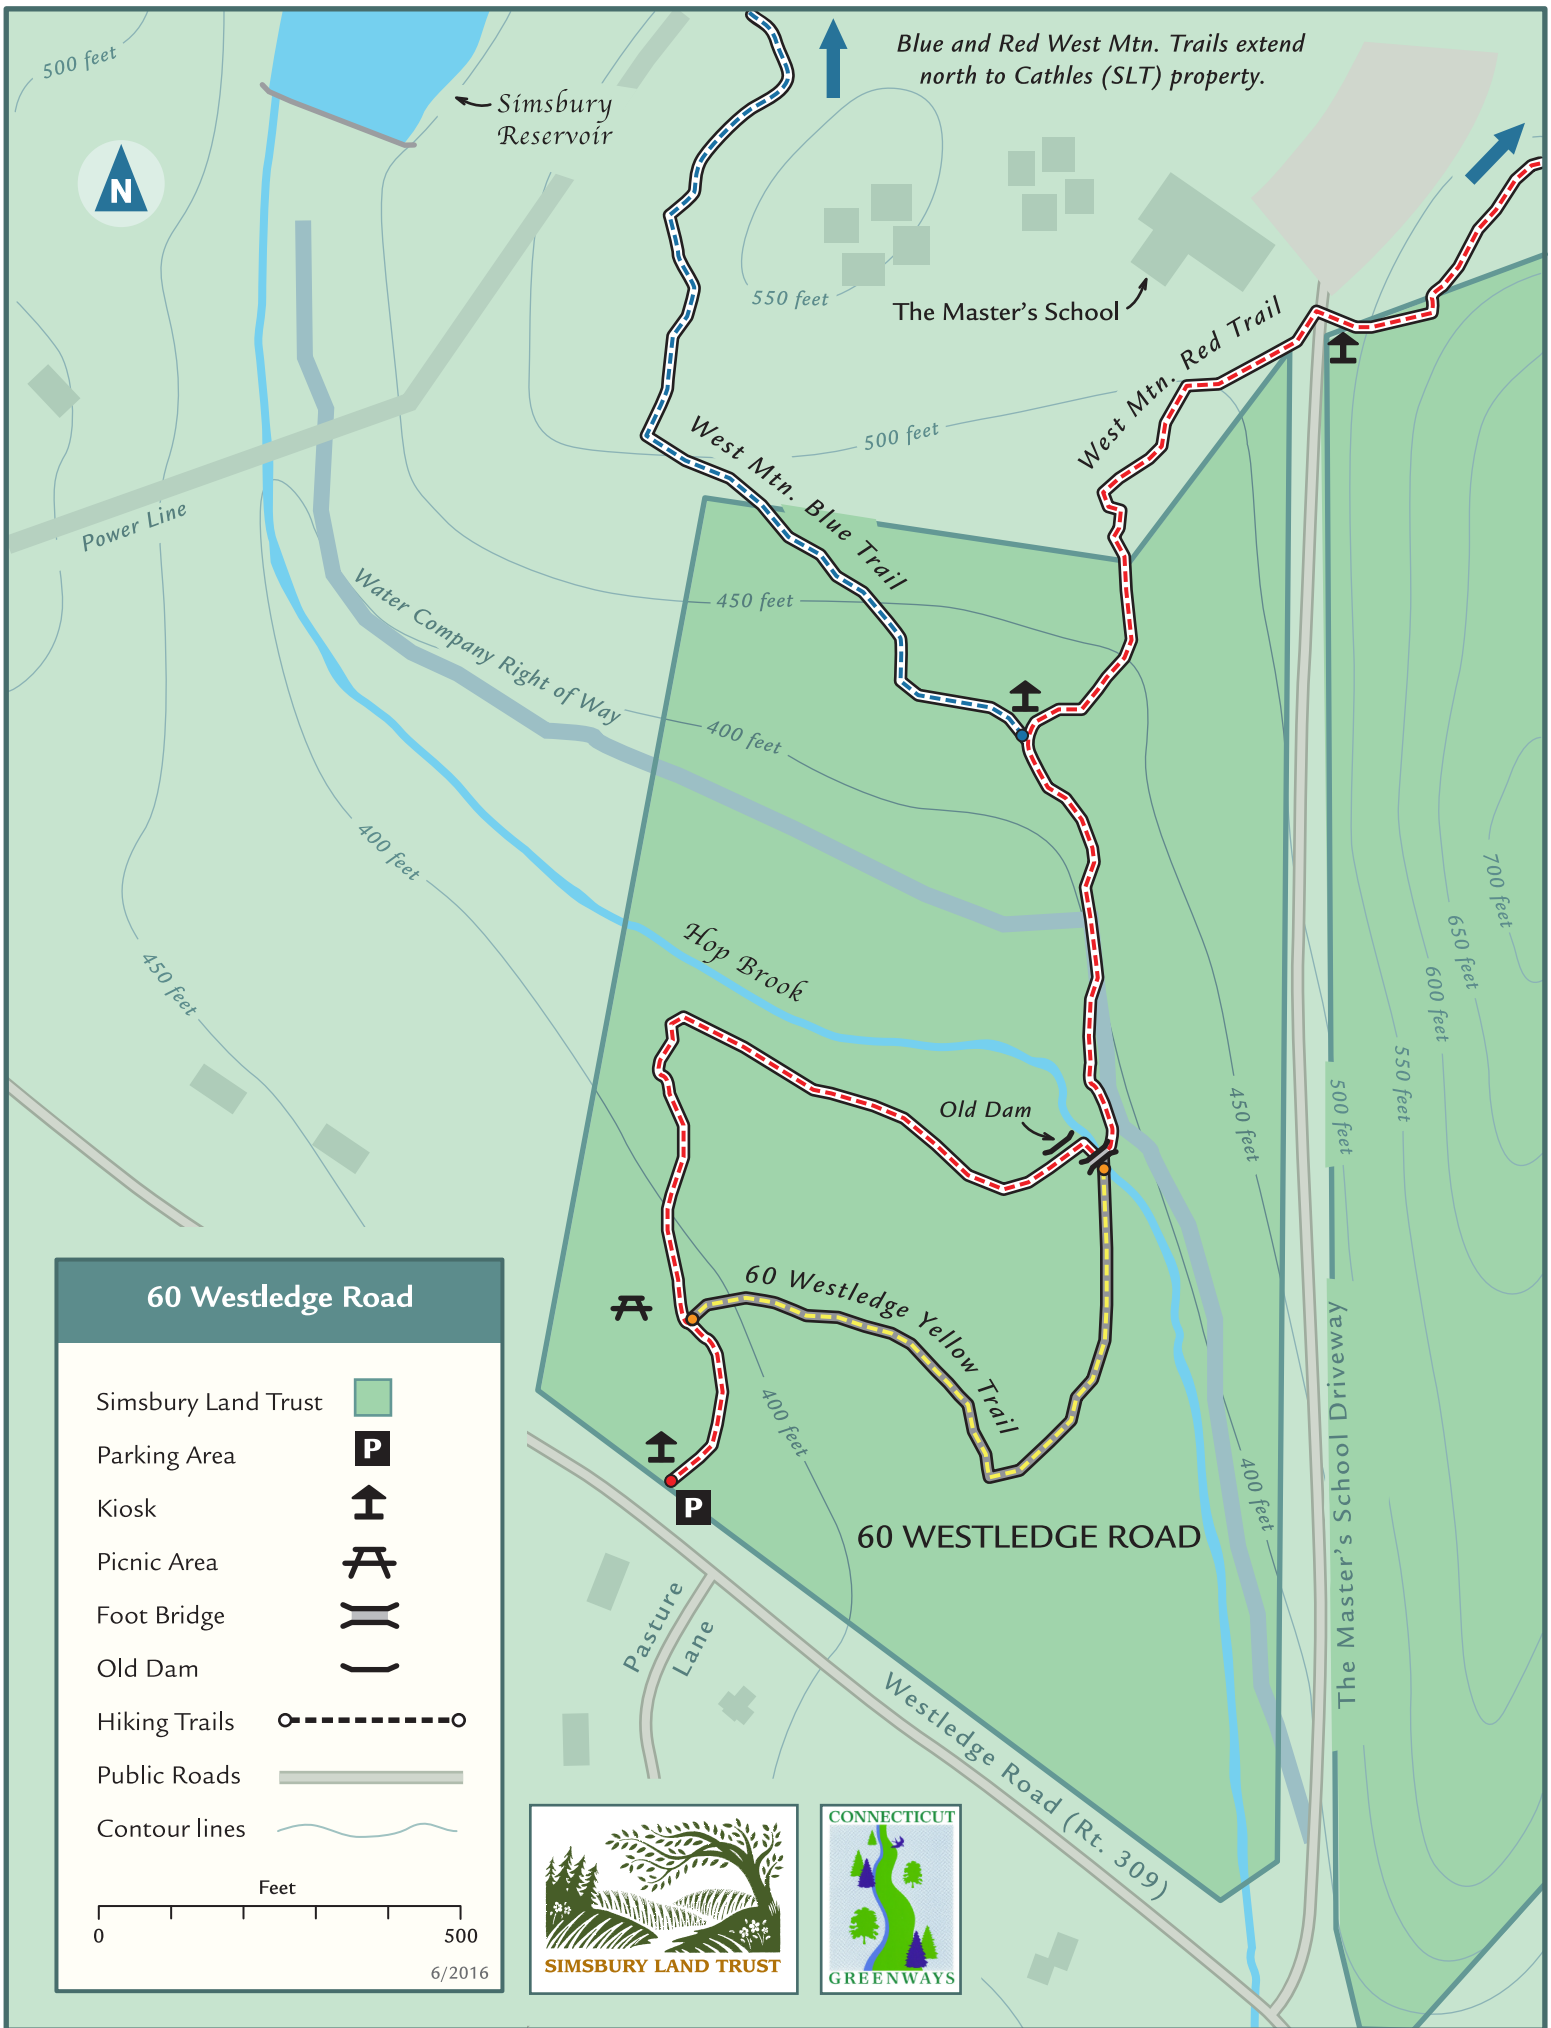 500 feet
Simsbury
Reservoir
Blue and Red West Mtn. Trails extend
north to Cathles (SLT) property.
N
550 feet
The Master's School
West Mtn. Red Trail
500 feet
West Mtn. Blue Trail
Power Line
Water Company Right of Way
450 feet
400 feet
400 feet
450 feet
Hop Brook
700 feet
650 feet
600 feet
550 feet
500 feet
450 feet
Old Dam
60 Westledge Yellow Trail
400 feet
400 feet
The Master's School Driveway
P
60 WESTLEDGE ROAD
Pasture
Lane
Westledge Road (Rt. 309)
60 Westledge Road
Simsbury Land Trust
Parking Area P
Kiosk
Picnic Area
Foot Bridge
Old Dam
Hiking Trails
Public Roads
Contour lines
Feet
0 500
6/2016
SIMSBURY LAND TRUST
CONNECTICUT
GREENWAYS